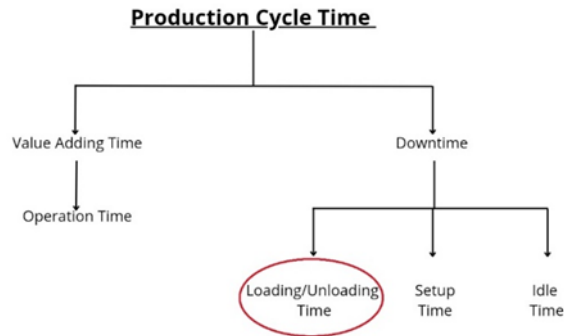 Production Cycle Time
Value Adding Time
Downtime
Operation Time
Loading/Unloading
Time
Setup
Time
Idle
Time